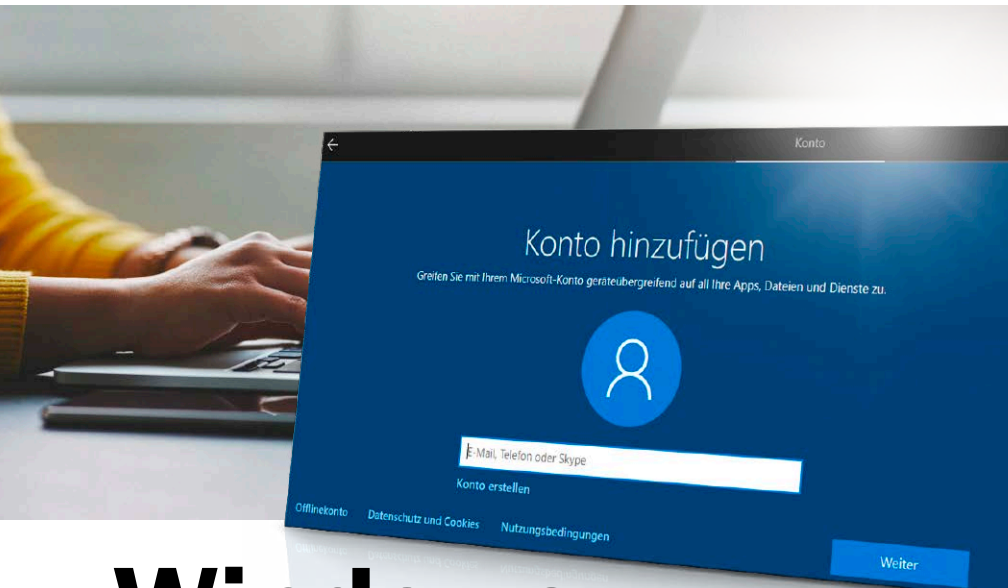 Konto
Konto hinzufügen
Greifen Sie mit Ihrem Microsoft-Konto geräteübergreifend auf all Ihre Apps, Dateien und Dienste zu.
E-Mail, Telefon oder Skype
Konto erstellen
Offlinekonto Datenschutz und Cookies Nutzungsbedingungen
Weiter